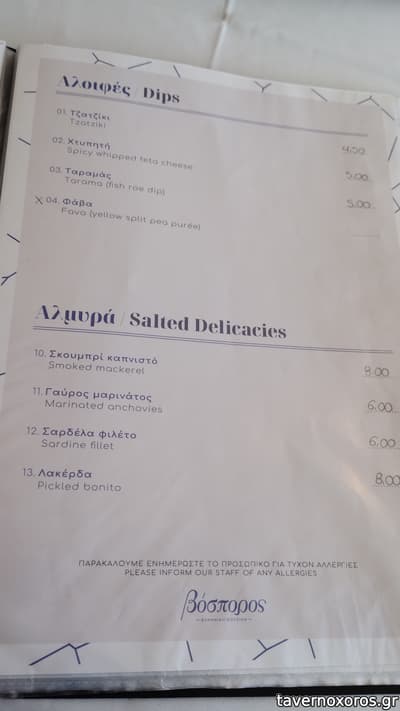 Αλοιφές / Dips
01. Τζατζίκι 4,50
Tzatziki
02. Χτυπητή 5,00
Spicy whipped feta cheese
03. Ταραμάς 5,00
Tarama (fish roe dip)
X 04. Φάβα
Fava (yellow split pea purée)
Αλμυρά / Salted Delicacies
10. Σκουμπρί καπνιστό 8.00
Smoked mackerel
11. Γαύρος μαρινάτος 6,00
Marinated anchovies
12. Σαρδέλα φιλέτο 6,00
Sardine fillet
13. Λακέρδα 8,00
Pickled bonito
ΠΑΡΑΚΑΛΟΥΜΕ ΕΝΗΜΕΡΩΣΤΕ ΤΟ ΠΡΟΣΩΠΙΚΟ ΓΙΑ ΤΥΧΟΝ ΑΛΛΕΡΓΙΕΣ
PLEASE INFORM OUR STAFF OF ANY ALLERGIES
βόσπορος
tavernoxoros.gr